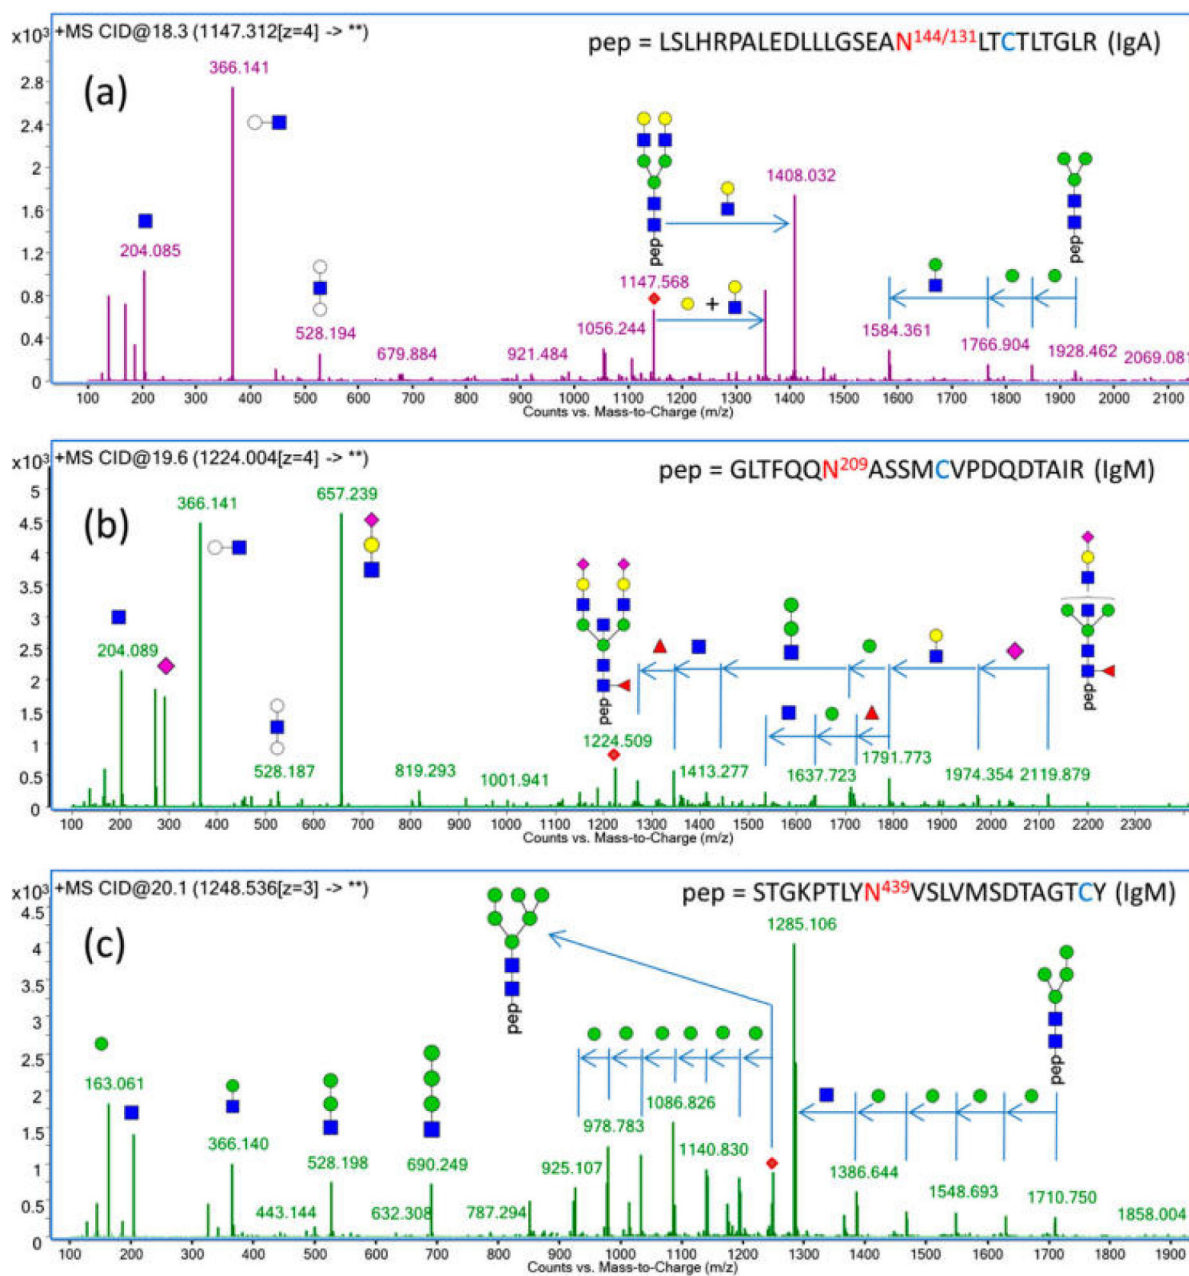 +MS CID@18.3 (1147.312[z=4] -> **)
pep = LSLHRPALEDLLLGSEAN144/131LTCTLTGLR (IgA)
(a)
x10³
2.8
2.4
2
1.6
1.2
0.8
0.4
0
366.141
204.085
528.194
679.884
921.484
1056.244
1147.568
pep
+
1408.032
1584.361
1766.904
1928.462
2069.081
pep
100 200 300 400 500 600 700 800 900 1000 1100 1200 1300 1400 1500 1600 1700 1800 1900 2000 2100
Counts vs. Mass-to-Charge (m/z)
+MS CID@19.6 (1224.004[z=4] -> **)
pep = GLTFQQN209ASSMCVPDQDTAIR (IgM)
(b)
x10³
5
4.5
4
3.5
3
2.5
2
1.5
1
0.5
0
366.141
657.239
204.089
528.187
819.293
1001.941
pep
1224.509
1413.277
1637.723
1791.773
1974.354
2119.879
pep
100 200 300 400 500 600 700 800 900 1000 1100 1200 1300 1400 1500 1600 1700 1800 1900 2000 2100 2200 2300
Counts vs. Mass-to-Charge (m/z)
+MS CID@20.1 (1248.536[z=3] -> **)
pep = STGKPTLYN439VSLVMSDTAGTCY (IgM)
(c)
x10³
4.5
4
3.5
3
2.5
2
1.5
1
0.5
0
163.061
366.140
443.144
528.198
632.308
690.249
787.294
925.107
978.783
1086.826
1140.830
pep
1285.106
1386.644
1548.693
1710.750
1858.004
pep
100 200 300 400 500 600 700 800 900 1000 1100 1200 1300 1400 1500 1600 1700 1800 1900
Counts vs. Mass-to-Charge (m/z)